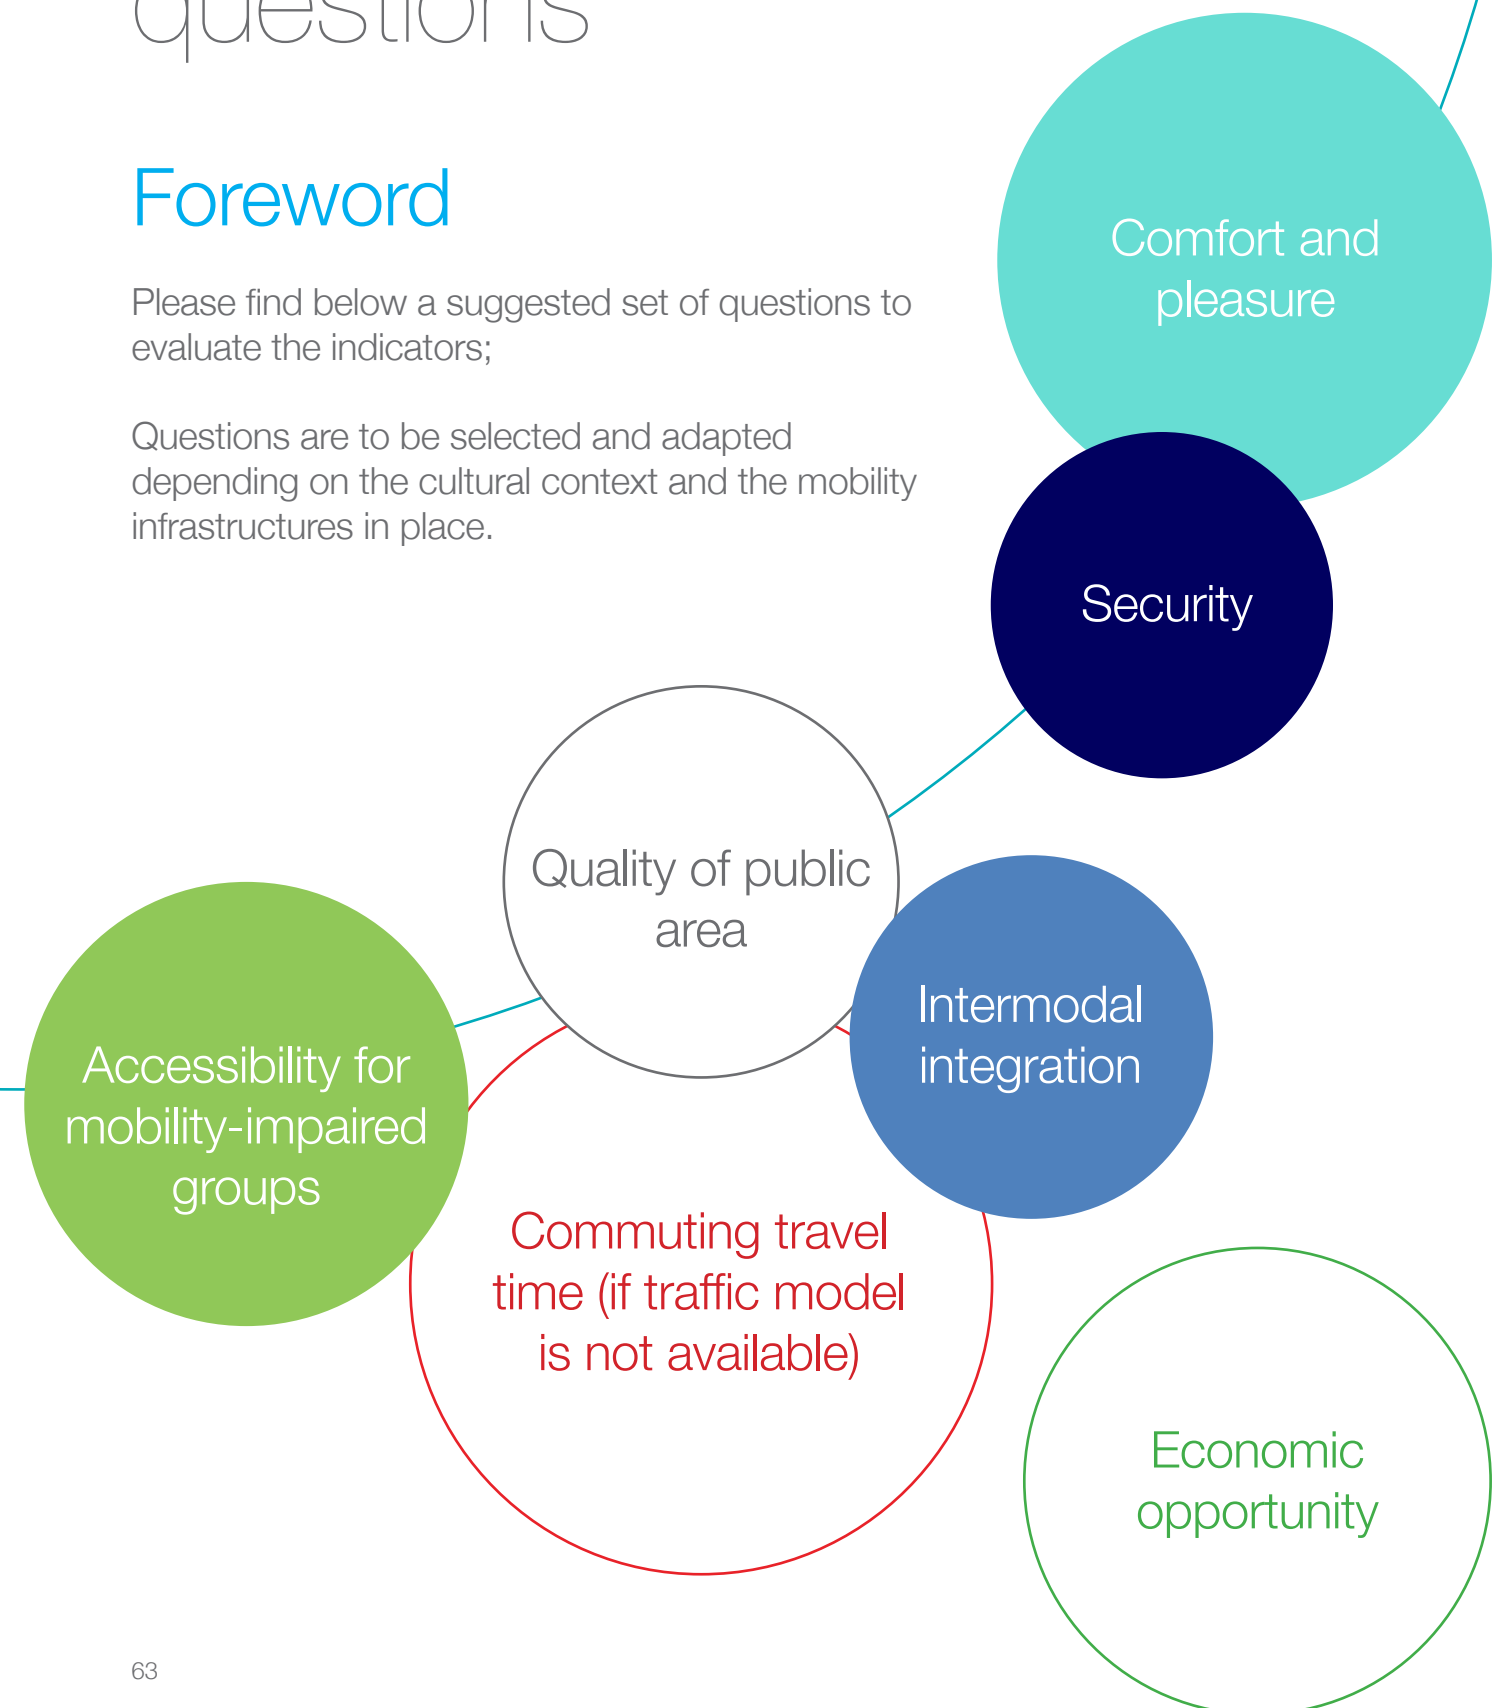 questions
Foreword
Please find below a suggested set of questions to
evaluate the indicators;
Questions are to be selected and adapted
depending on the cultural context and the mobility
infrastructures in place.
Comfort and
pleasure
Security
Quality of public
area
Intermodal
integration
Accessibility for
mobility-impaired
groups
Commuting travel
time (if traffic model
is not available)
Economic
opportunity
63